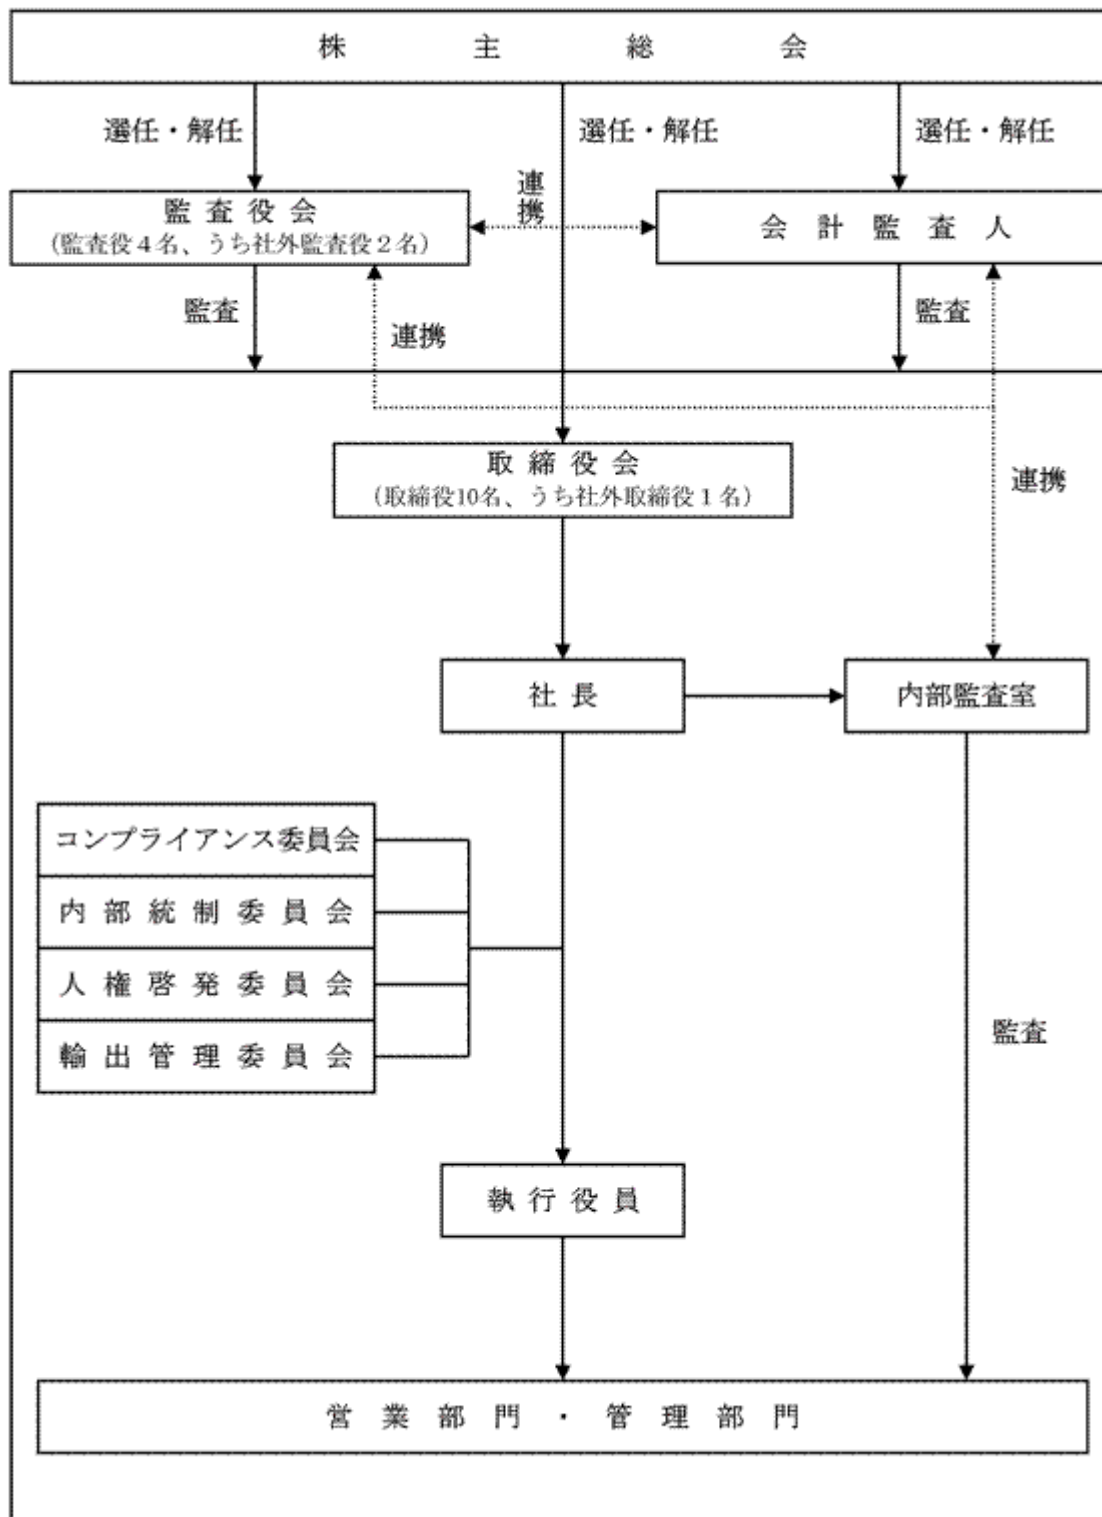 株主総会
選任・解任
選任・解任
選任・解任
監査役会
（監査役４名、うち社外監査役２名）
連携
会計監査人
監査
連携
監査
取締役会
（取締役10名、うち社外取締役１名）
連携
社長
内部監査室
コンプライアンス委員会
内部統制委員会
人権啓発委員会
輸出管理委員会
監査
執行役員
営業部門・管理部門